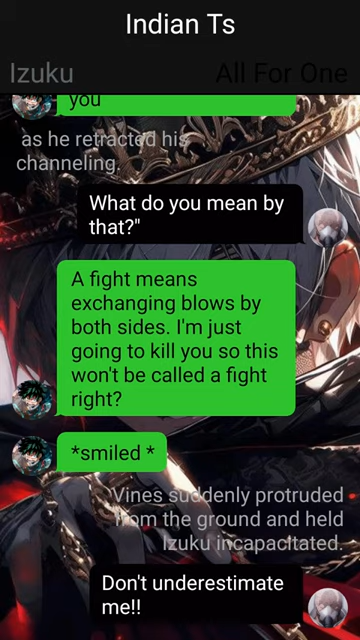 Indian Ts
Izuku All For One
you
as he retracted his
channeling.
What do you mean by
that?"
A fight means
exchanging blows by
both sides. I'm just
going to kill you so this
won't be called a fight
right?
*smiled *
Vines suddenly protruded
from the ground and held
Izuku incapacitated.
Don't underestimate
me!!